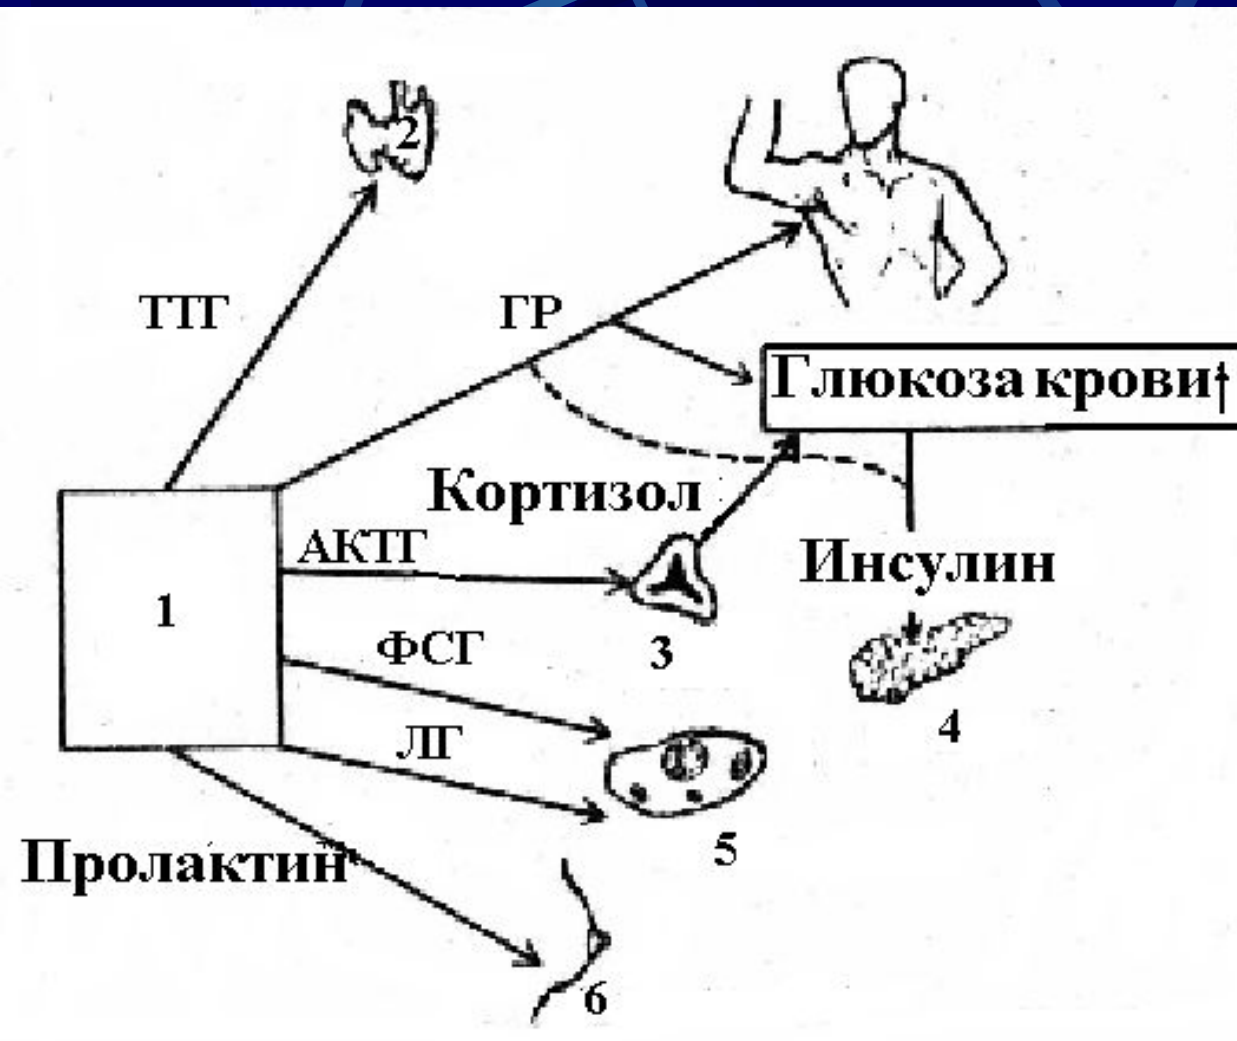 2
ТТГ
ГР
Глюкоза крови↑
Кортизол
АКТГ
Инсулин
1
ФСГ
3
4
ЛГ
5
Пролактин
6